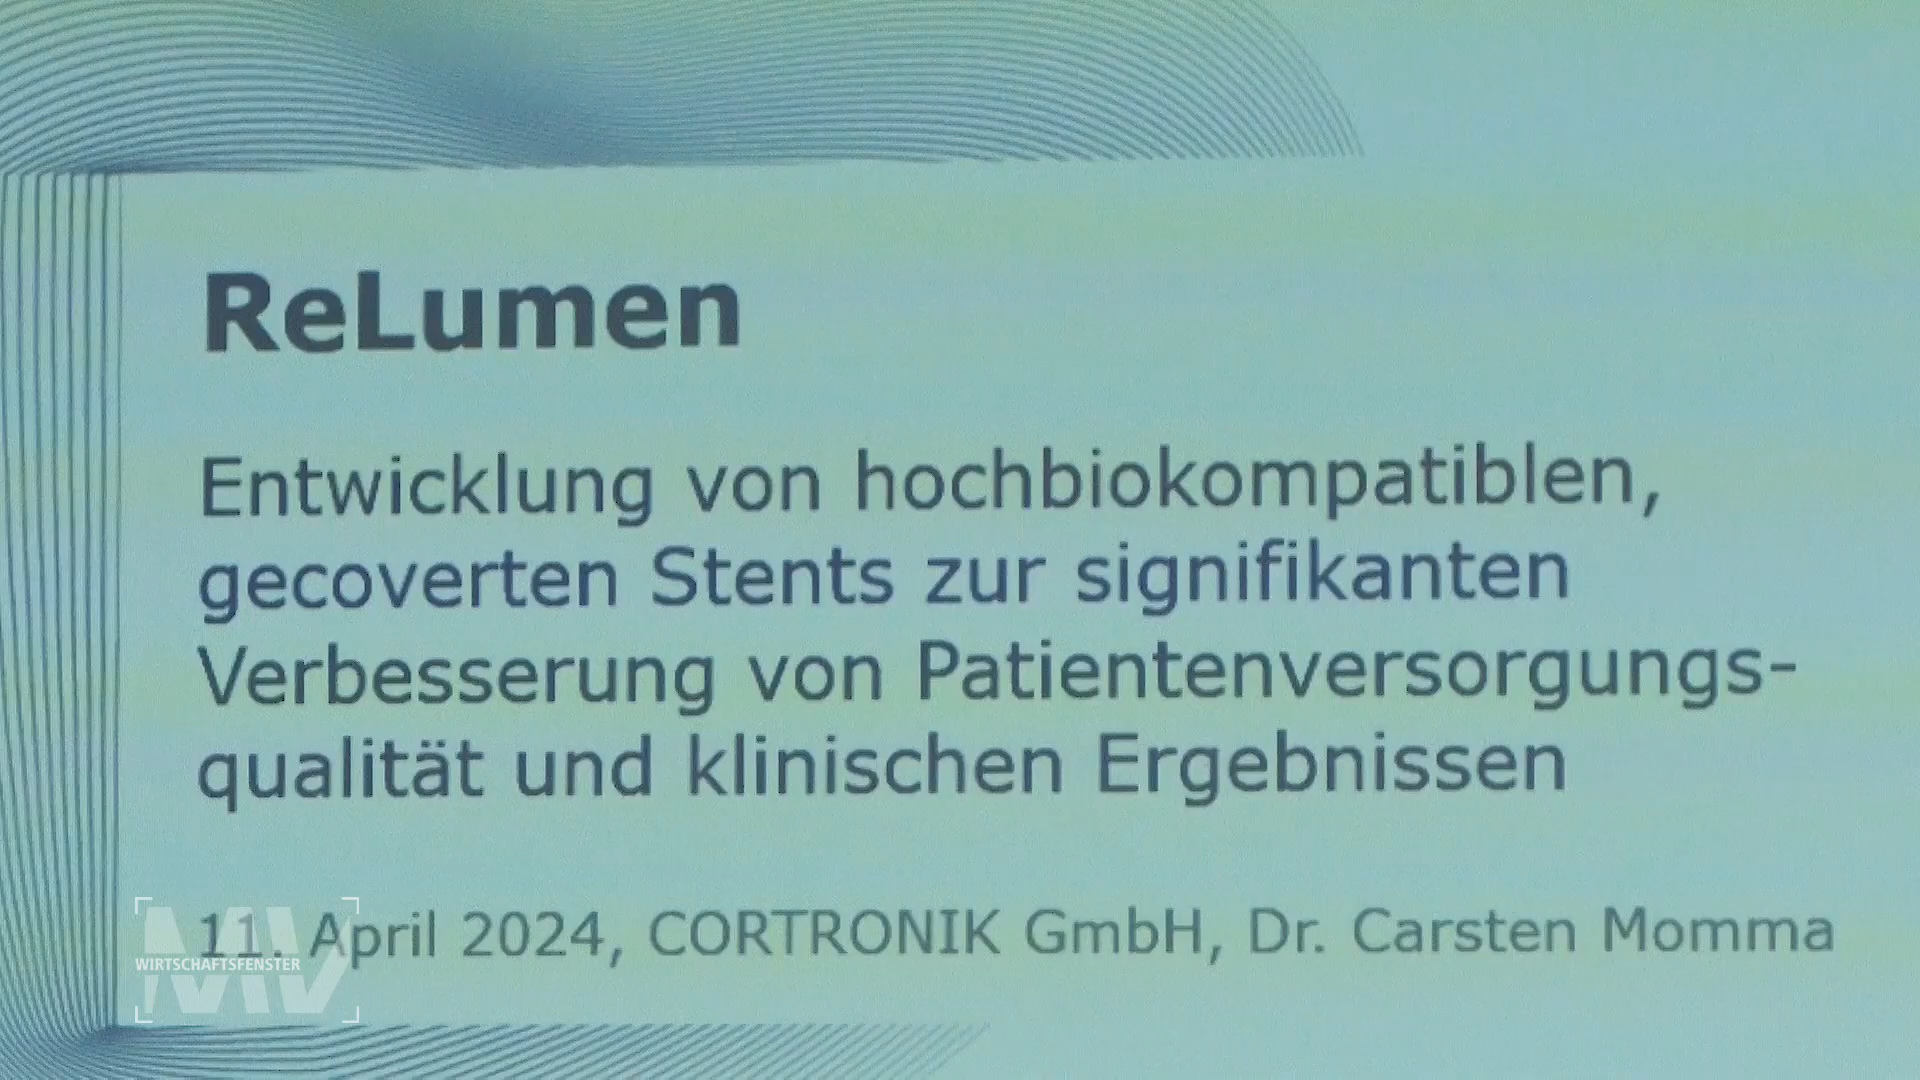 ReLumen
Entwicklung von hochbiokompatiblen,
gecoverten Stents zur signifikanten
Verbesserung von Patientenversorgungs-
qualität und klinischen Ergebnissen
11. April 2024, CORTRONIK GmbH, Dr. Carsten Momma
MV
WIRTSCHAFTSFENSTER